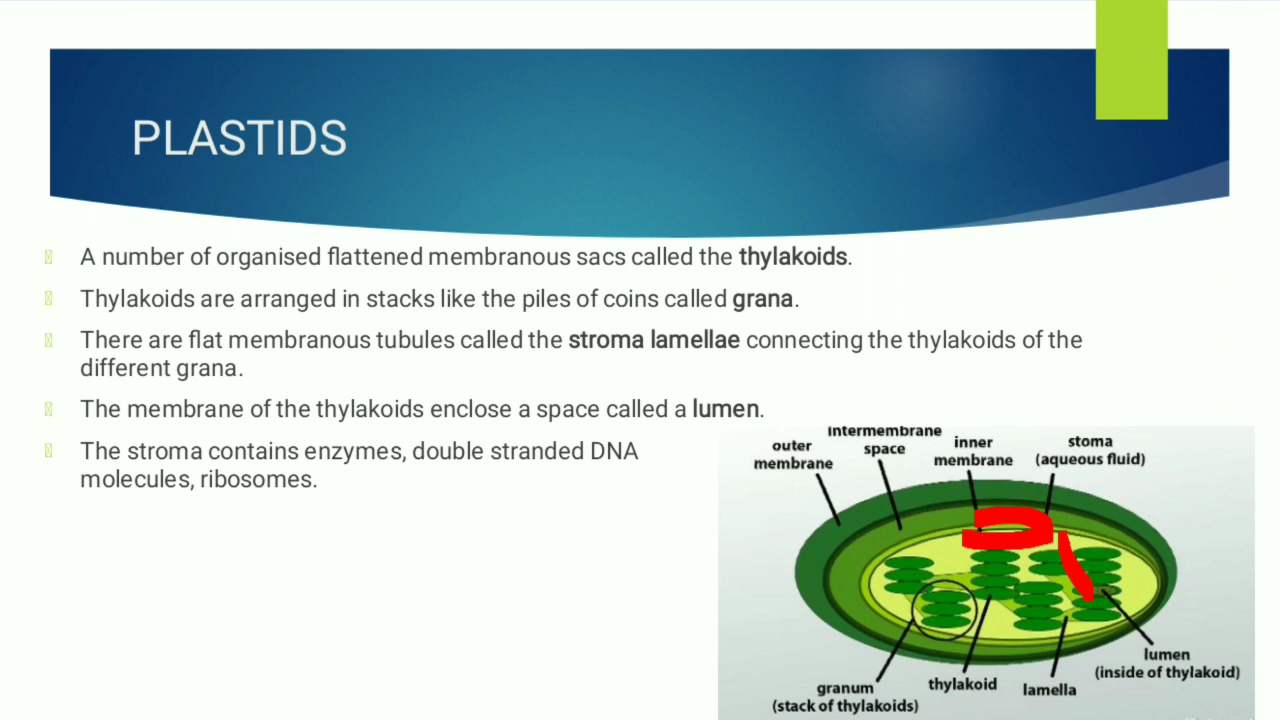 PLASTIDS
A number of organised flattened membranous sacs called the thylakoids.
Thylakoids are arranged in stacks like the piles of coins called grana.
There are flat membranous tubules called the stroma lamellae connecting the thylakoids of the
different grana.
The membrane of the thylakoids enclose a space called a lumen.
The stroma contains enzymes, double stranded DNA
molecules, ribosomes.
outer
membrane
intermembrane
space
inner
membrane
stoma
(aqueous fluid)
granum
(stack of thylakoids)
thylakoid
lamella
lumen
(inside of thylakoid)